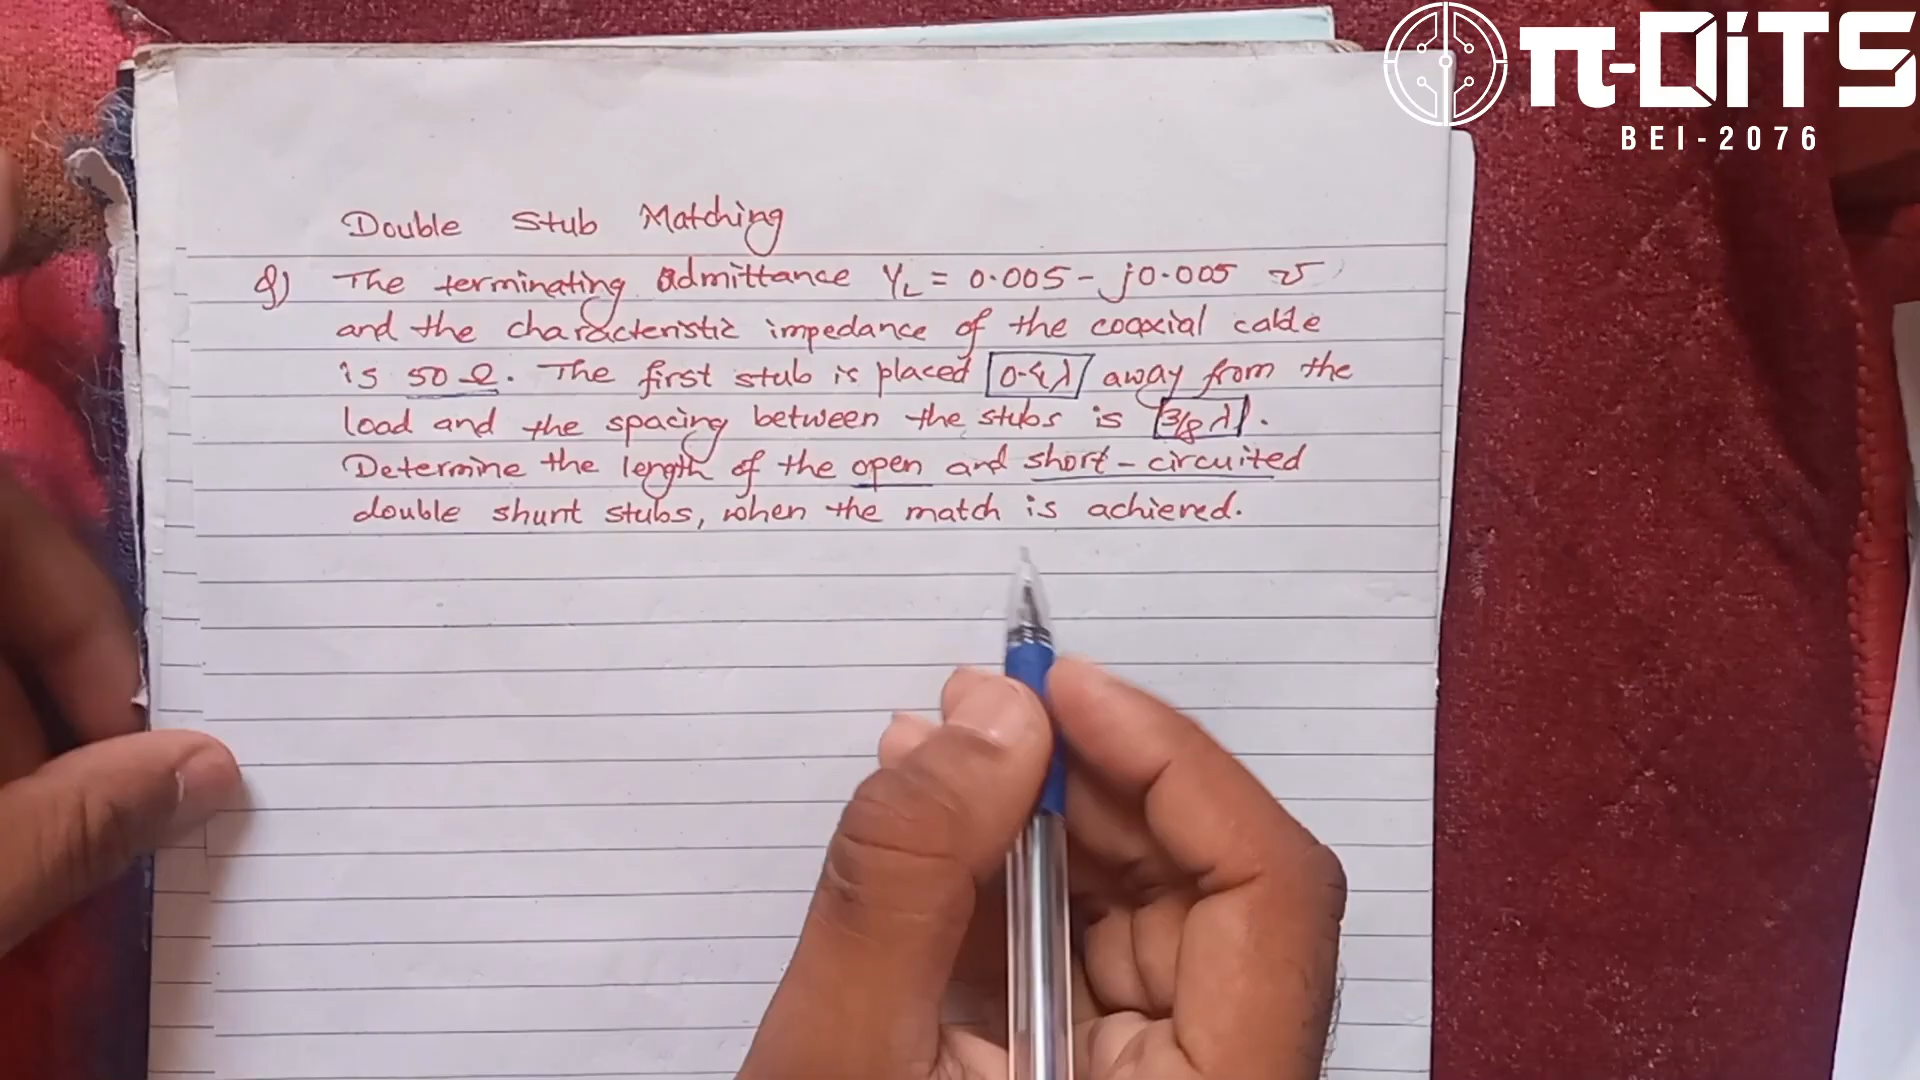 π-DiTS
BEI-2076
Double Stub Matching
Q) The terminating admittance YL = 0.005 - j0.005 ℧
and the characteristic impedance of the coaxial cable
is 50 Ω. The first stub is placed 0.4λ away from the
load and the spacing between the stubs is 3/8 λ.
Determine the length of the open and short-circuited
double shunt stubs, when the match is achieved.